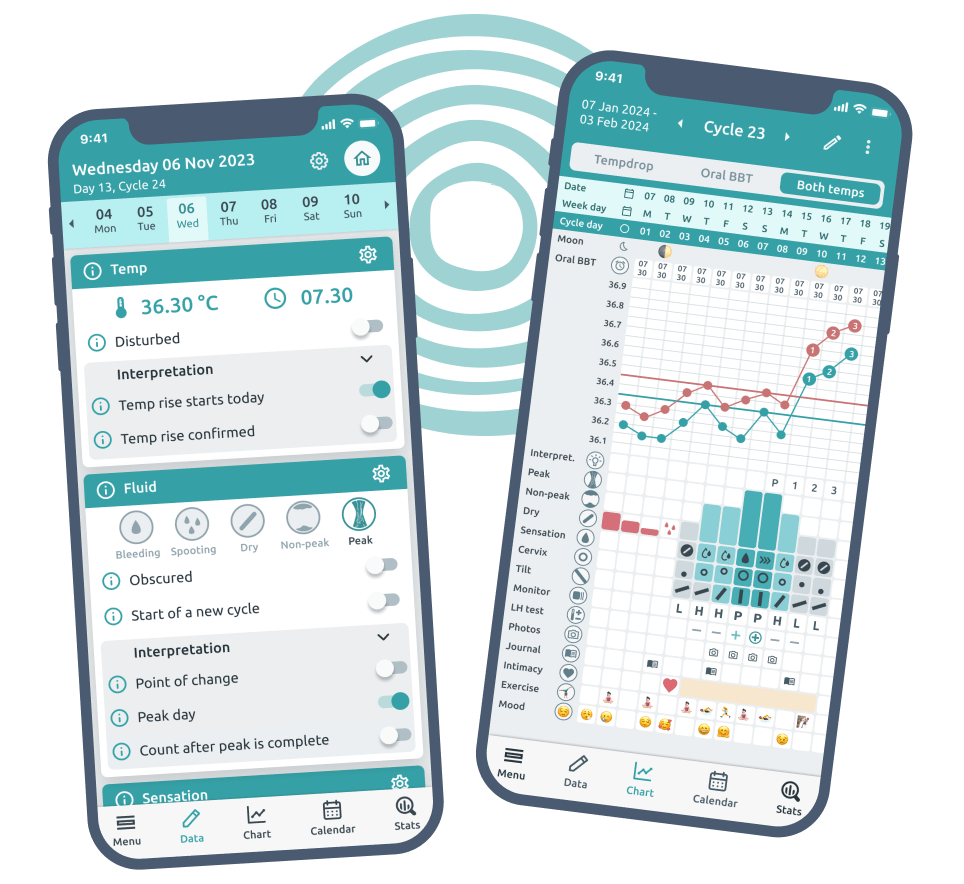 9:41
Wednesday 06 Nov 2023
Day 13, Cycle 24
04 05 06 07 08 09 10
Mon Tue Wed Thu Fri Sat Sun
Temp
36.30 °C 07.30
Disturbed
Interpretation
Temp rise starts today
Temp rise confirmed
Fluid
Bleeding Spooting Dry Non-peak Peak
Obscured
Start of a new cycle
Interpretation
Point of change
Peak day
Count after peak is complete
Sensation
Menu Data Chart Calendar Stats
9:41
07 Jan 2024 -
03 Feb 2024
Cycle 23
Tempdrop Oral BBT Both temps
Date 07 08 09 10 11 12 13 14 15 16 17 18 19
Week day M T W T F S S M T W T F S
Cycle day 01 02 03 04 05 06 07 08 09 10 11 12 13
Moon
Oral BBT 07 07 07 07 07 07 07 07 07 07 07 07 07
30 30 30 30 30 30 30 30 30 30 30 30 30
36.9
36.8
36.7
36.6
36.5
36.4
36.3
36.2
36.1
1 2 3
1 2 3
Interpret. P 1 2 3
Peak
Non-peak
Dry
Sensation
Cervix
Tilt
Monitor L H H P P H L L
LH test
Photos
Journal
Intimacy
Exercise
Mood
Menu Data Chart Calendar Stats